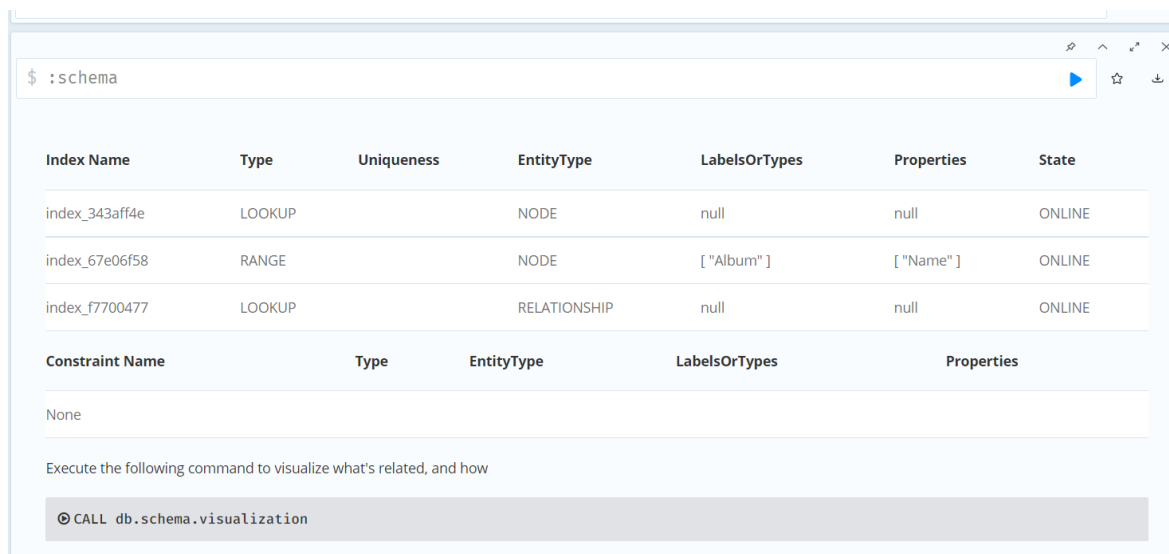 $ :schema
Index Name Type Uniqueness EntityType LabelsOrTypes Properties State
index_343aff4e LOOKUP NODE null null ONLINE
index_67e06f58 RANGE NODE [ "Album" ] [ "Name" ] ONLINE
index_f7700477 LOOKUP RELATIONSHIP null null ONLINE
Constraint Name Type EntityType LabelsOrTypes Properties
None
Execute the following command to visualize what's related, and how
CALL db.schema.visualization